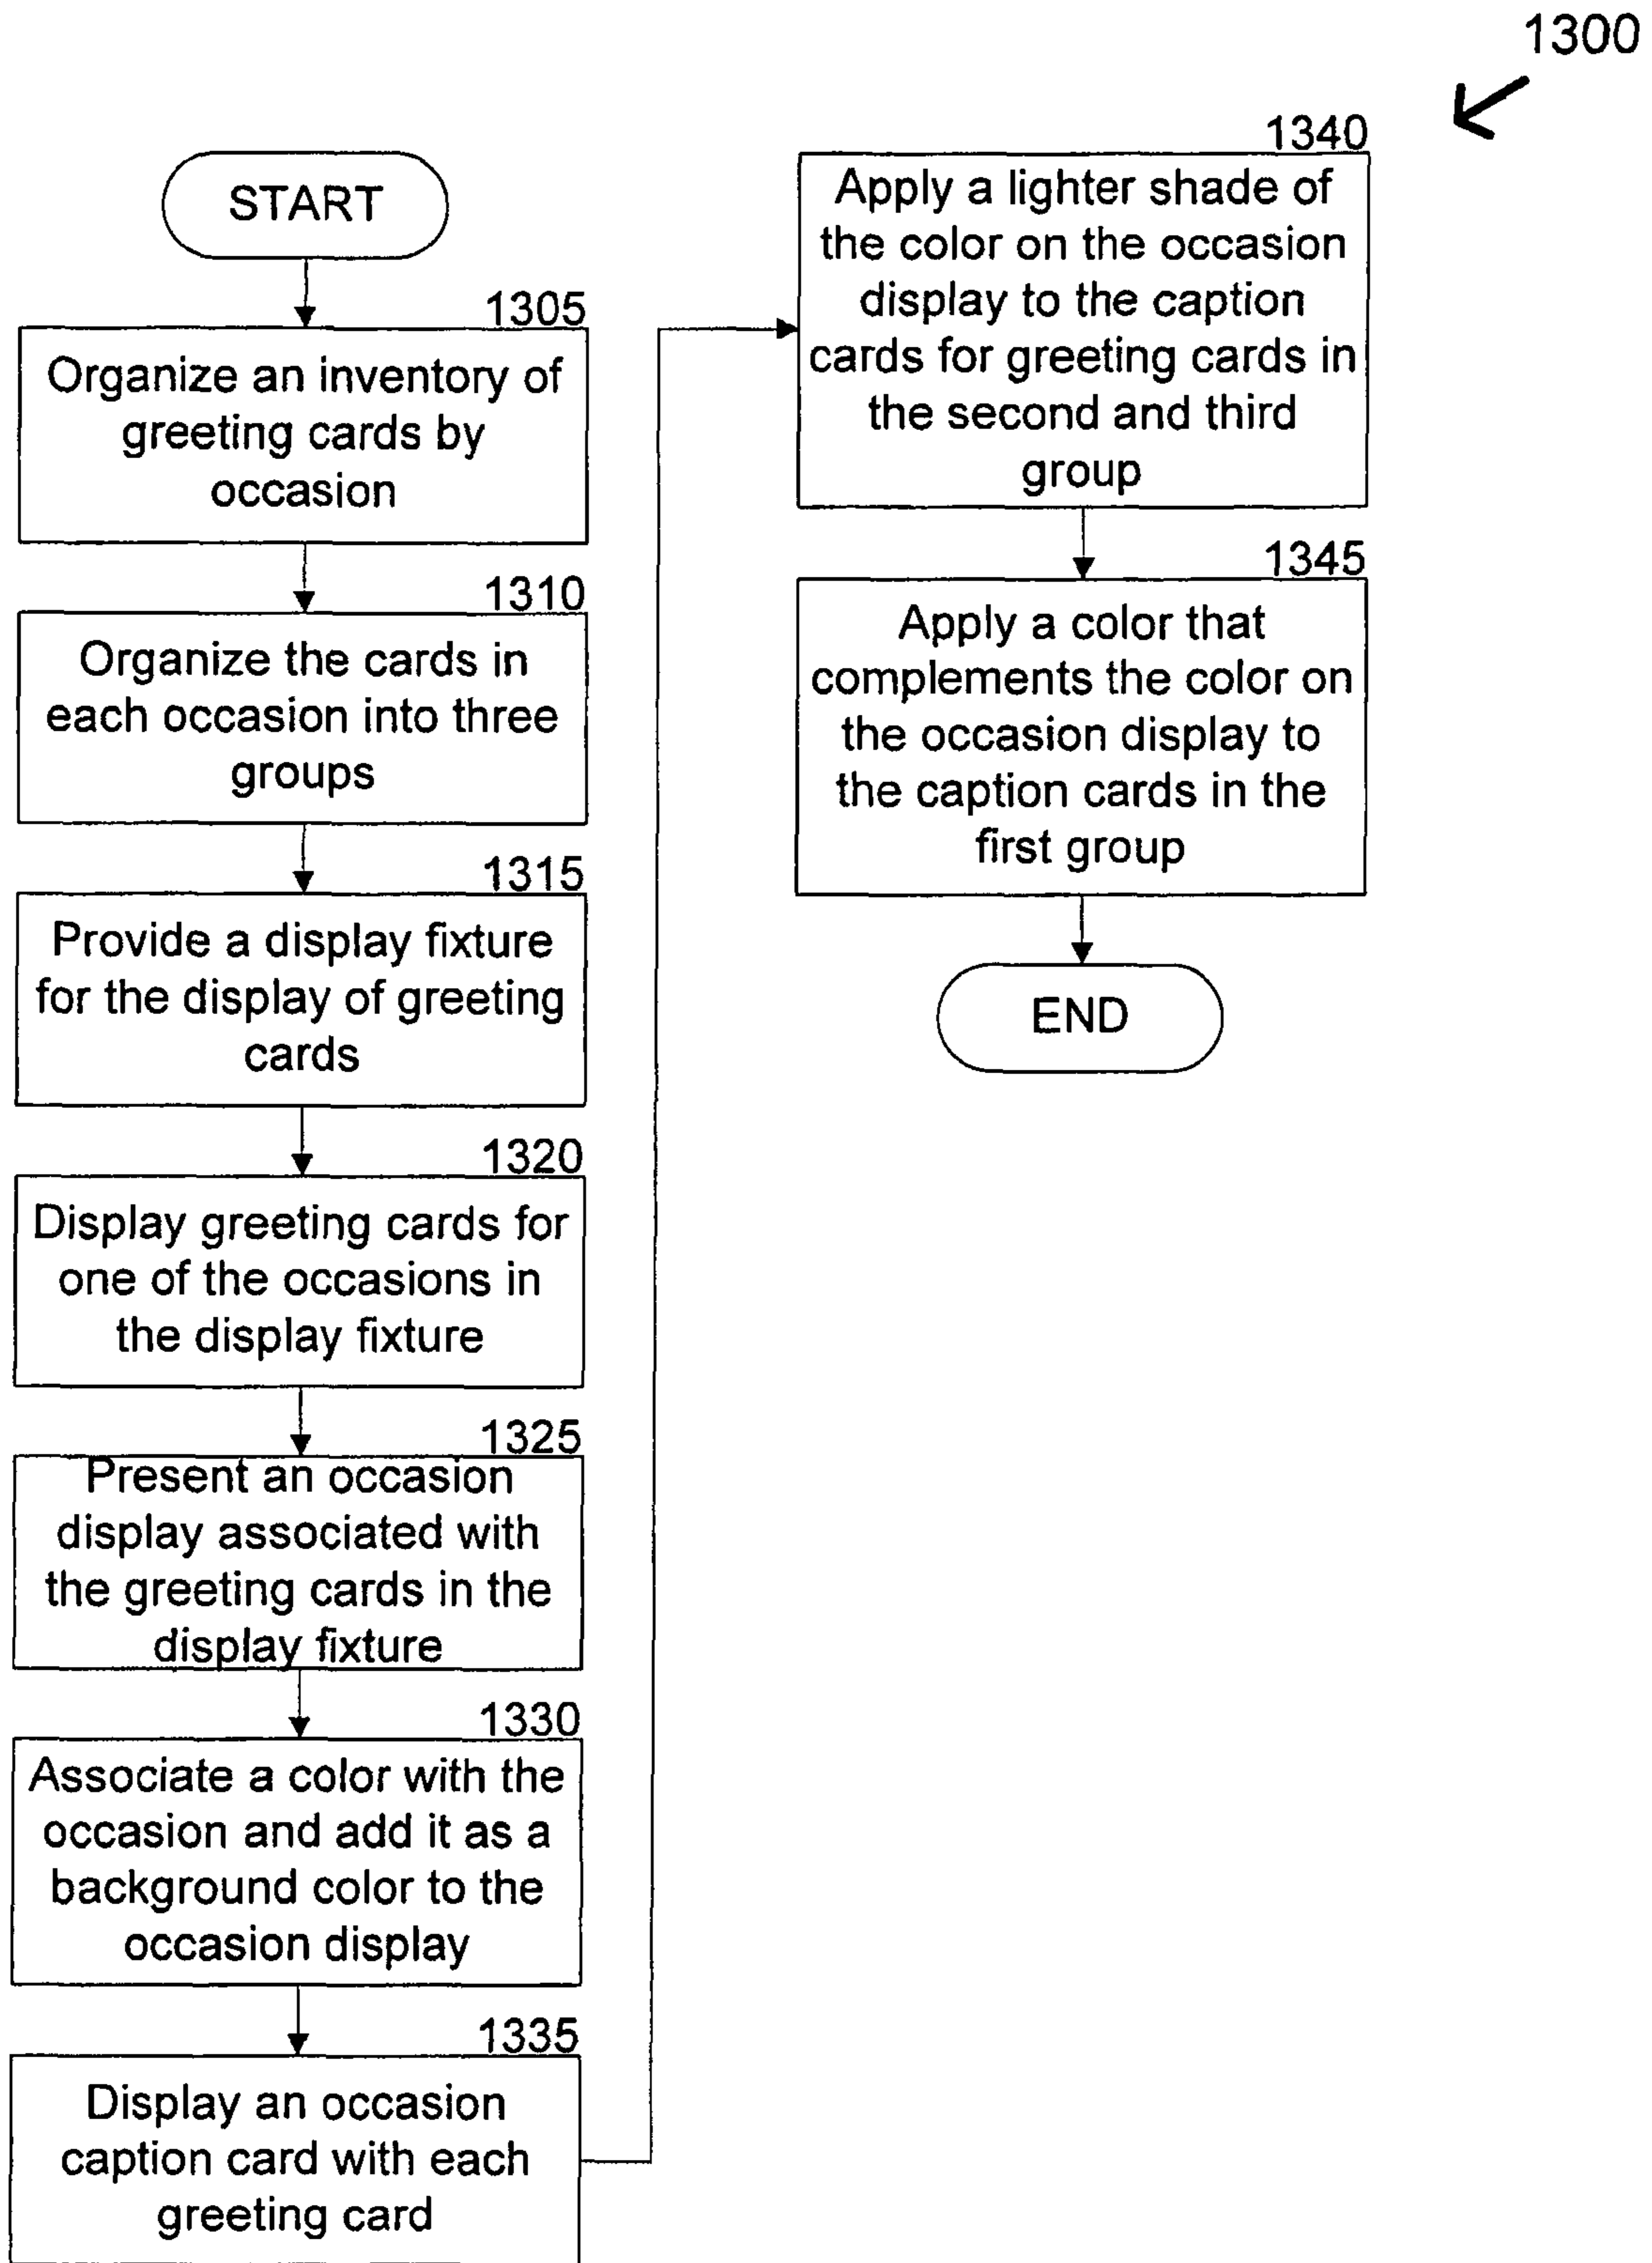 1300
START
1305
Organize an inventory of
greeting cards by
occasion
1310
Organize the cards in
each occasion into three
groups
1315
Provide a display fixture
for the display of greeting
cards
1320
Display greeting cards for
one of the occasions in
the display fixture
1325
Present an occasion
display associated with
the greeting cards in the
display fixture
1330
Associate a color with the
occasion and add it as a
background color to the
occasion display
1335
Display an occasion
caption card with each
greeting card
1340
Apply a lighter shade of
the color on the occasion
display to the caption
cards for greeting cards in
the second and third
group
1345
Apply a color that
complements the color on
the occasion display to
the caption cards in the
first group
END